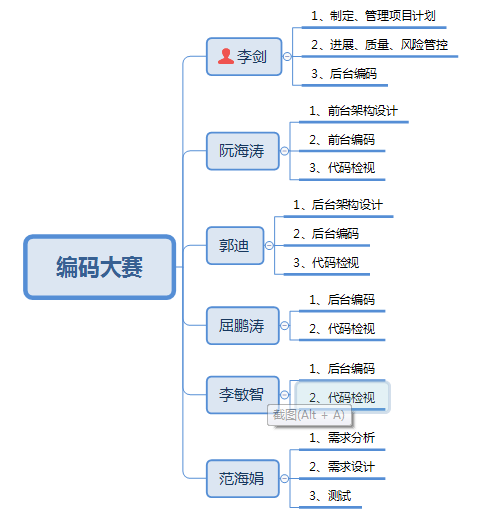 编码大赛
李剑
1、制定、管理项目计划
2、进展、质量、风险管控
3、后台编码
阮海涛
1、前台架构设计
2、前台编码
3、代码检视
郭迪
1、后台架构设计
2、后台编码
3、代码检视
屈鹏涛
1、后台编码
2、代码检视
李敏智
1、后台编码
2、代码检视
截图(Alt + A)
范海娟
1、需求分析
2、需求设计
3、测试